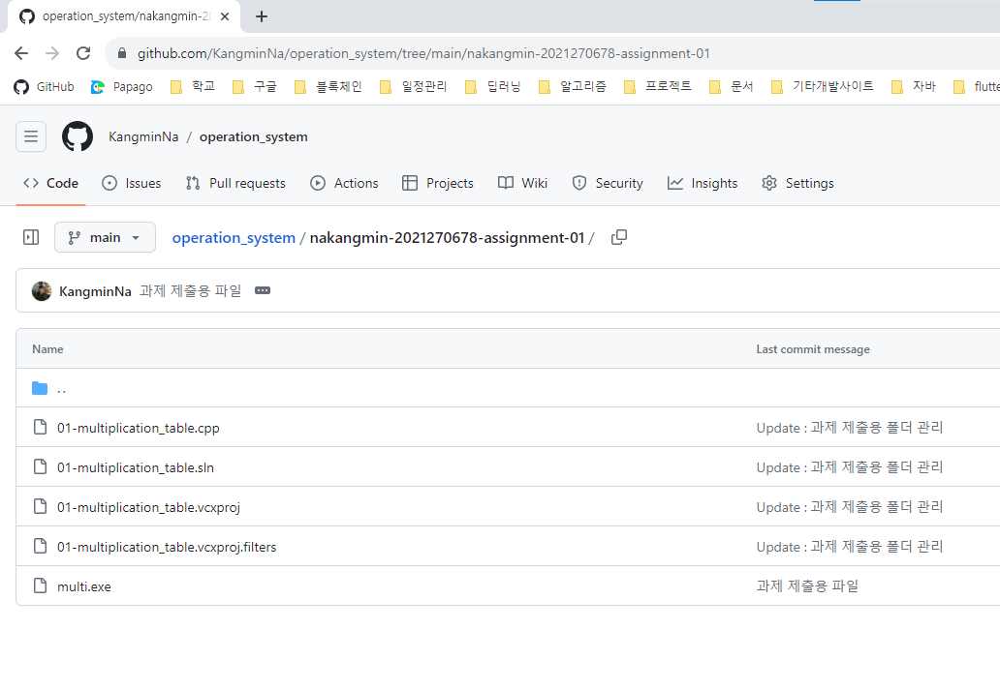 operation_system/nakangmin-20
github.com/KangminNa/operation_system/tree/main/nakangmin-2021270678-assignment-01
GitHub Papago 학교 구글 블록체인 일정관리 딥러닝 알고리즘 프로젝트 문서 기타개발사이트 자바 flutte
KangminNa / operation_system
Code Issues Pull requests Actions Projects Wiki Security Insights Settings
main operation_system / nakangmin-2021270678-assignment-01 /
KangminNa 과제 제출용 파일
Name Last commit message
..
01-multiplication_table.cpp Update : 과제 제출용 폴더 관리
01-multiplication_table.sln Update : 과제 제출용 폴더 관리
01-multiplication_table.vcxproj Update : 과제 제출용 폴더 관리
01-multiplication_table.vcxproj.filters Update : 과제 제출용 폴더 관리
multi.exe 과제 제출용 파일